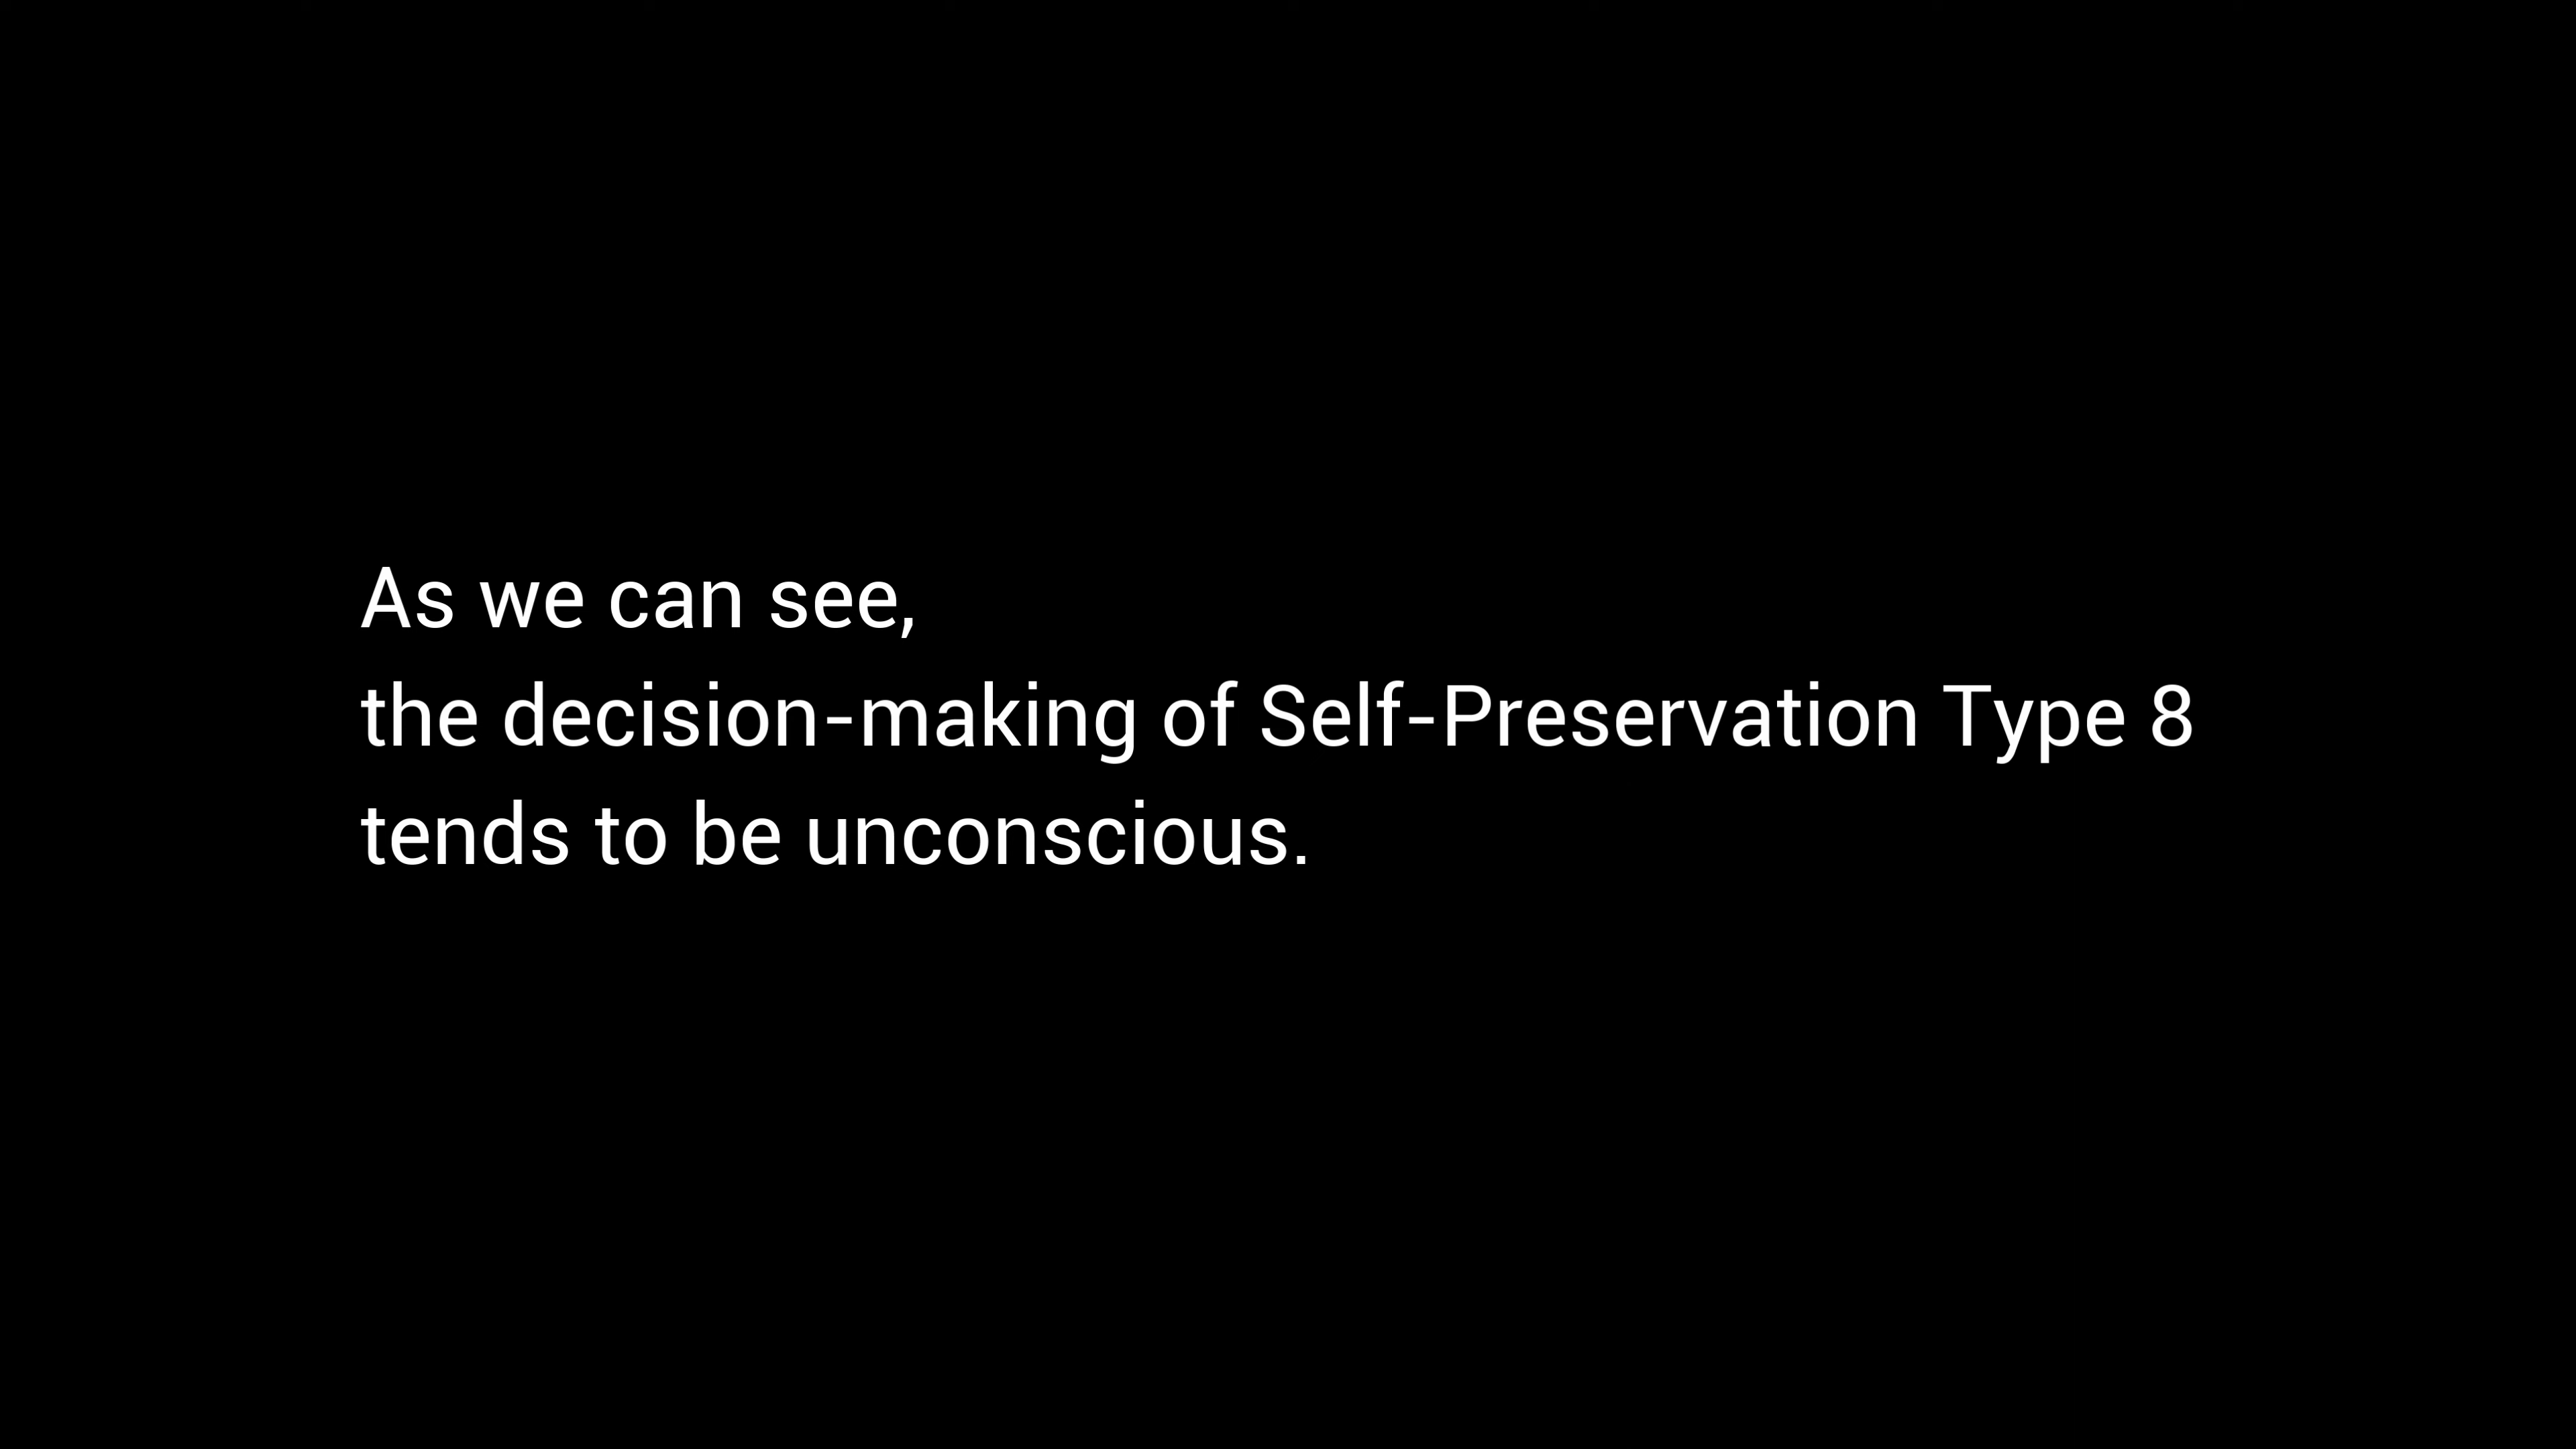 As we can see,
the decision-making of Self-Preservation Type 8
tends to be unconscious.